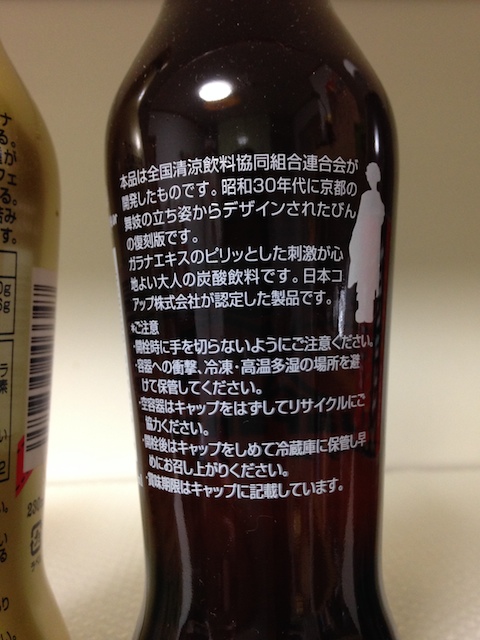 本品は全国清涼飲料協同組合連合会が
開発したものです。昭和30年代に京都の
舞妓の立ち姿からデザインされたびん
の復刻版です。
ガラナエキスのピリッとした刺激が心
地よい大人の炭酸飲料です。日本コ
アップ株式会社が認定した製品です。
*ご注意
・開栓時に手を切らないようにご注意ください。
・容器への衝撃、冷凍・高温多湿の場所を避
けて保管してください。
・空容器はキャップをはずしてリサイクルにご
協力ください。
・開栓後はキャップをしめて冷蔵庫に保管し早
めにお召し上がりください。
・賞味期限はキャップに記載しています。